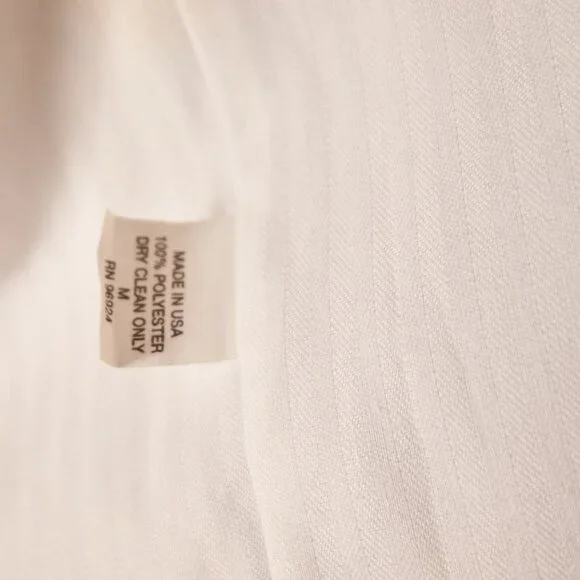 MADE IN USA
100% POLYESTER
DRY CLEAN ONLY
M
RN 96924